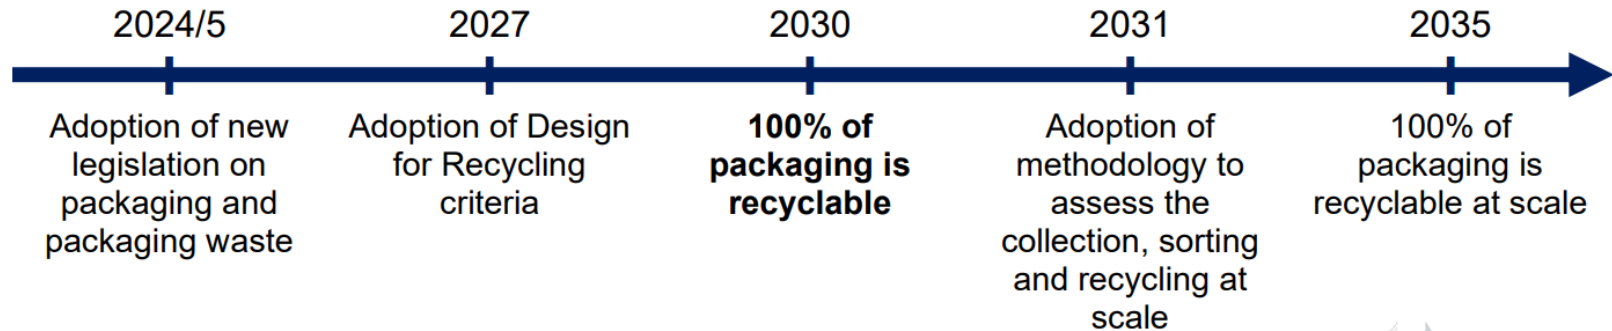 2024/5
Adoption of new
legislation on
packaging and
packaging waste
2027
Adoption of Design
for Recycling
criteria
2030
100% of
packaging is
recyclable
2031
Adoption of
methodology to
assess the
collection, sorting
and recycling at
scale
2035
100% of
packaging is
recyclable at scale